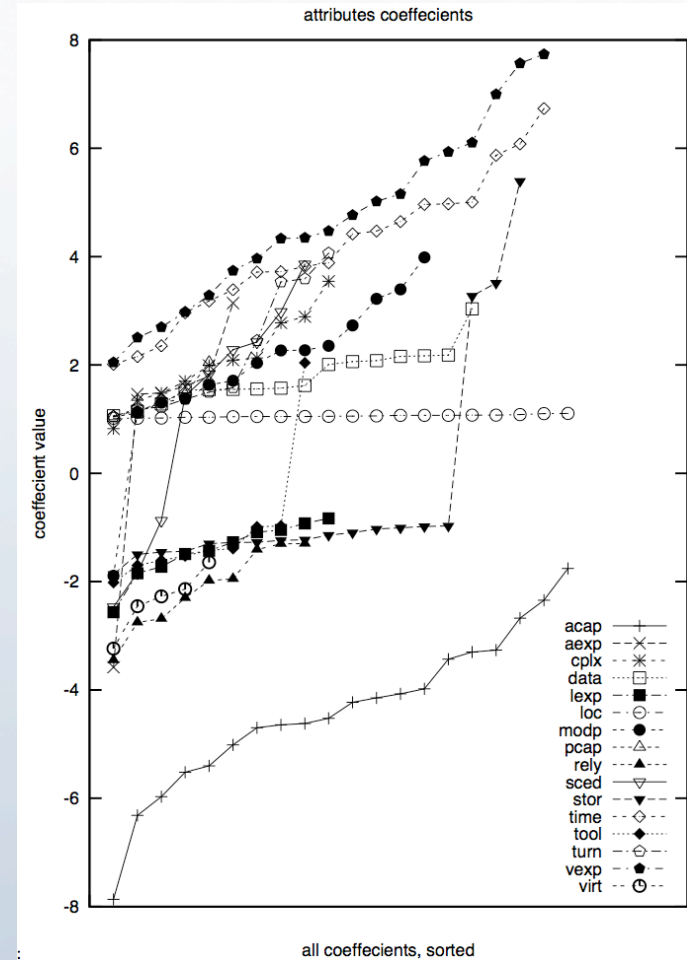 attributes coeffecients
8
6
4
2
0
-2
-4
-6
-8
coeffecient value
acap
aexp
cplx
data
lexp
loc
modp
pcap
rely
sced
stor
time
tool
turn
vexp
virt
:
all coeffecients, sorted